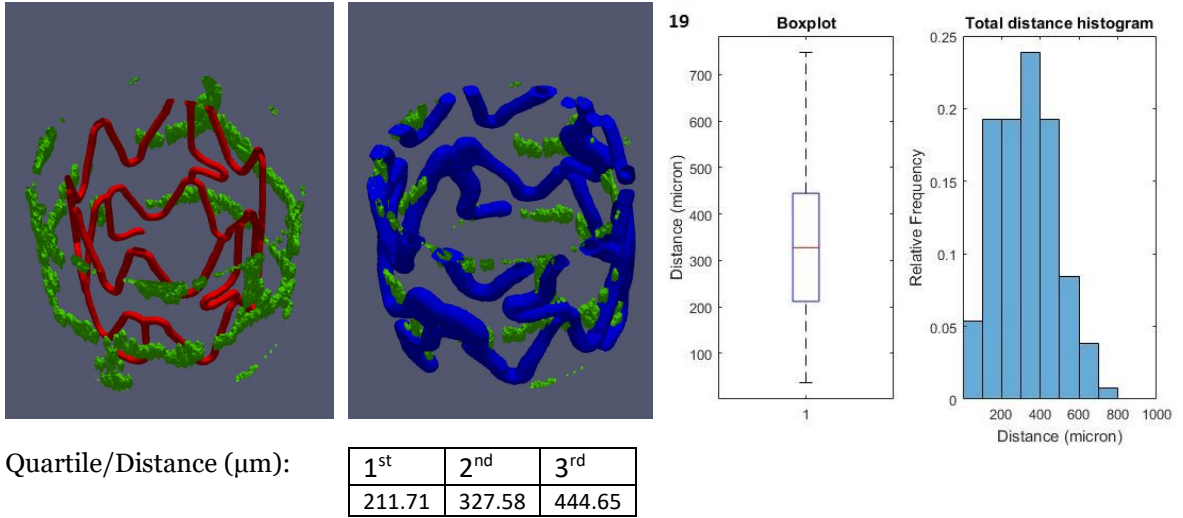 19
Boxplot
Distance (micron)
700
600
500
400
300
200
100
1
Total distance histogram
Relative Frequency
0.25
0.2
0.15
0.1
0.05
0
200 400 600 800 1000
Distance (micron)
Quartile/Distance (μm):
1st 2nd 3rd
211.71 327.58 444.65